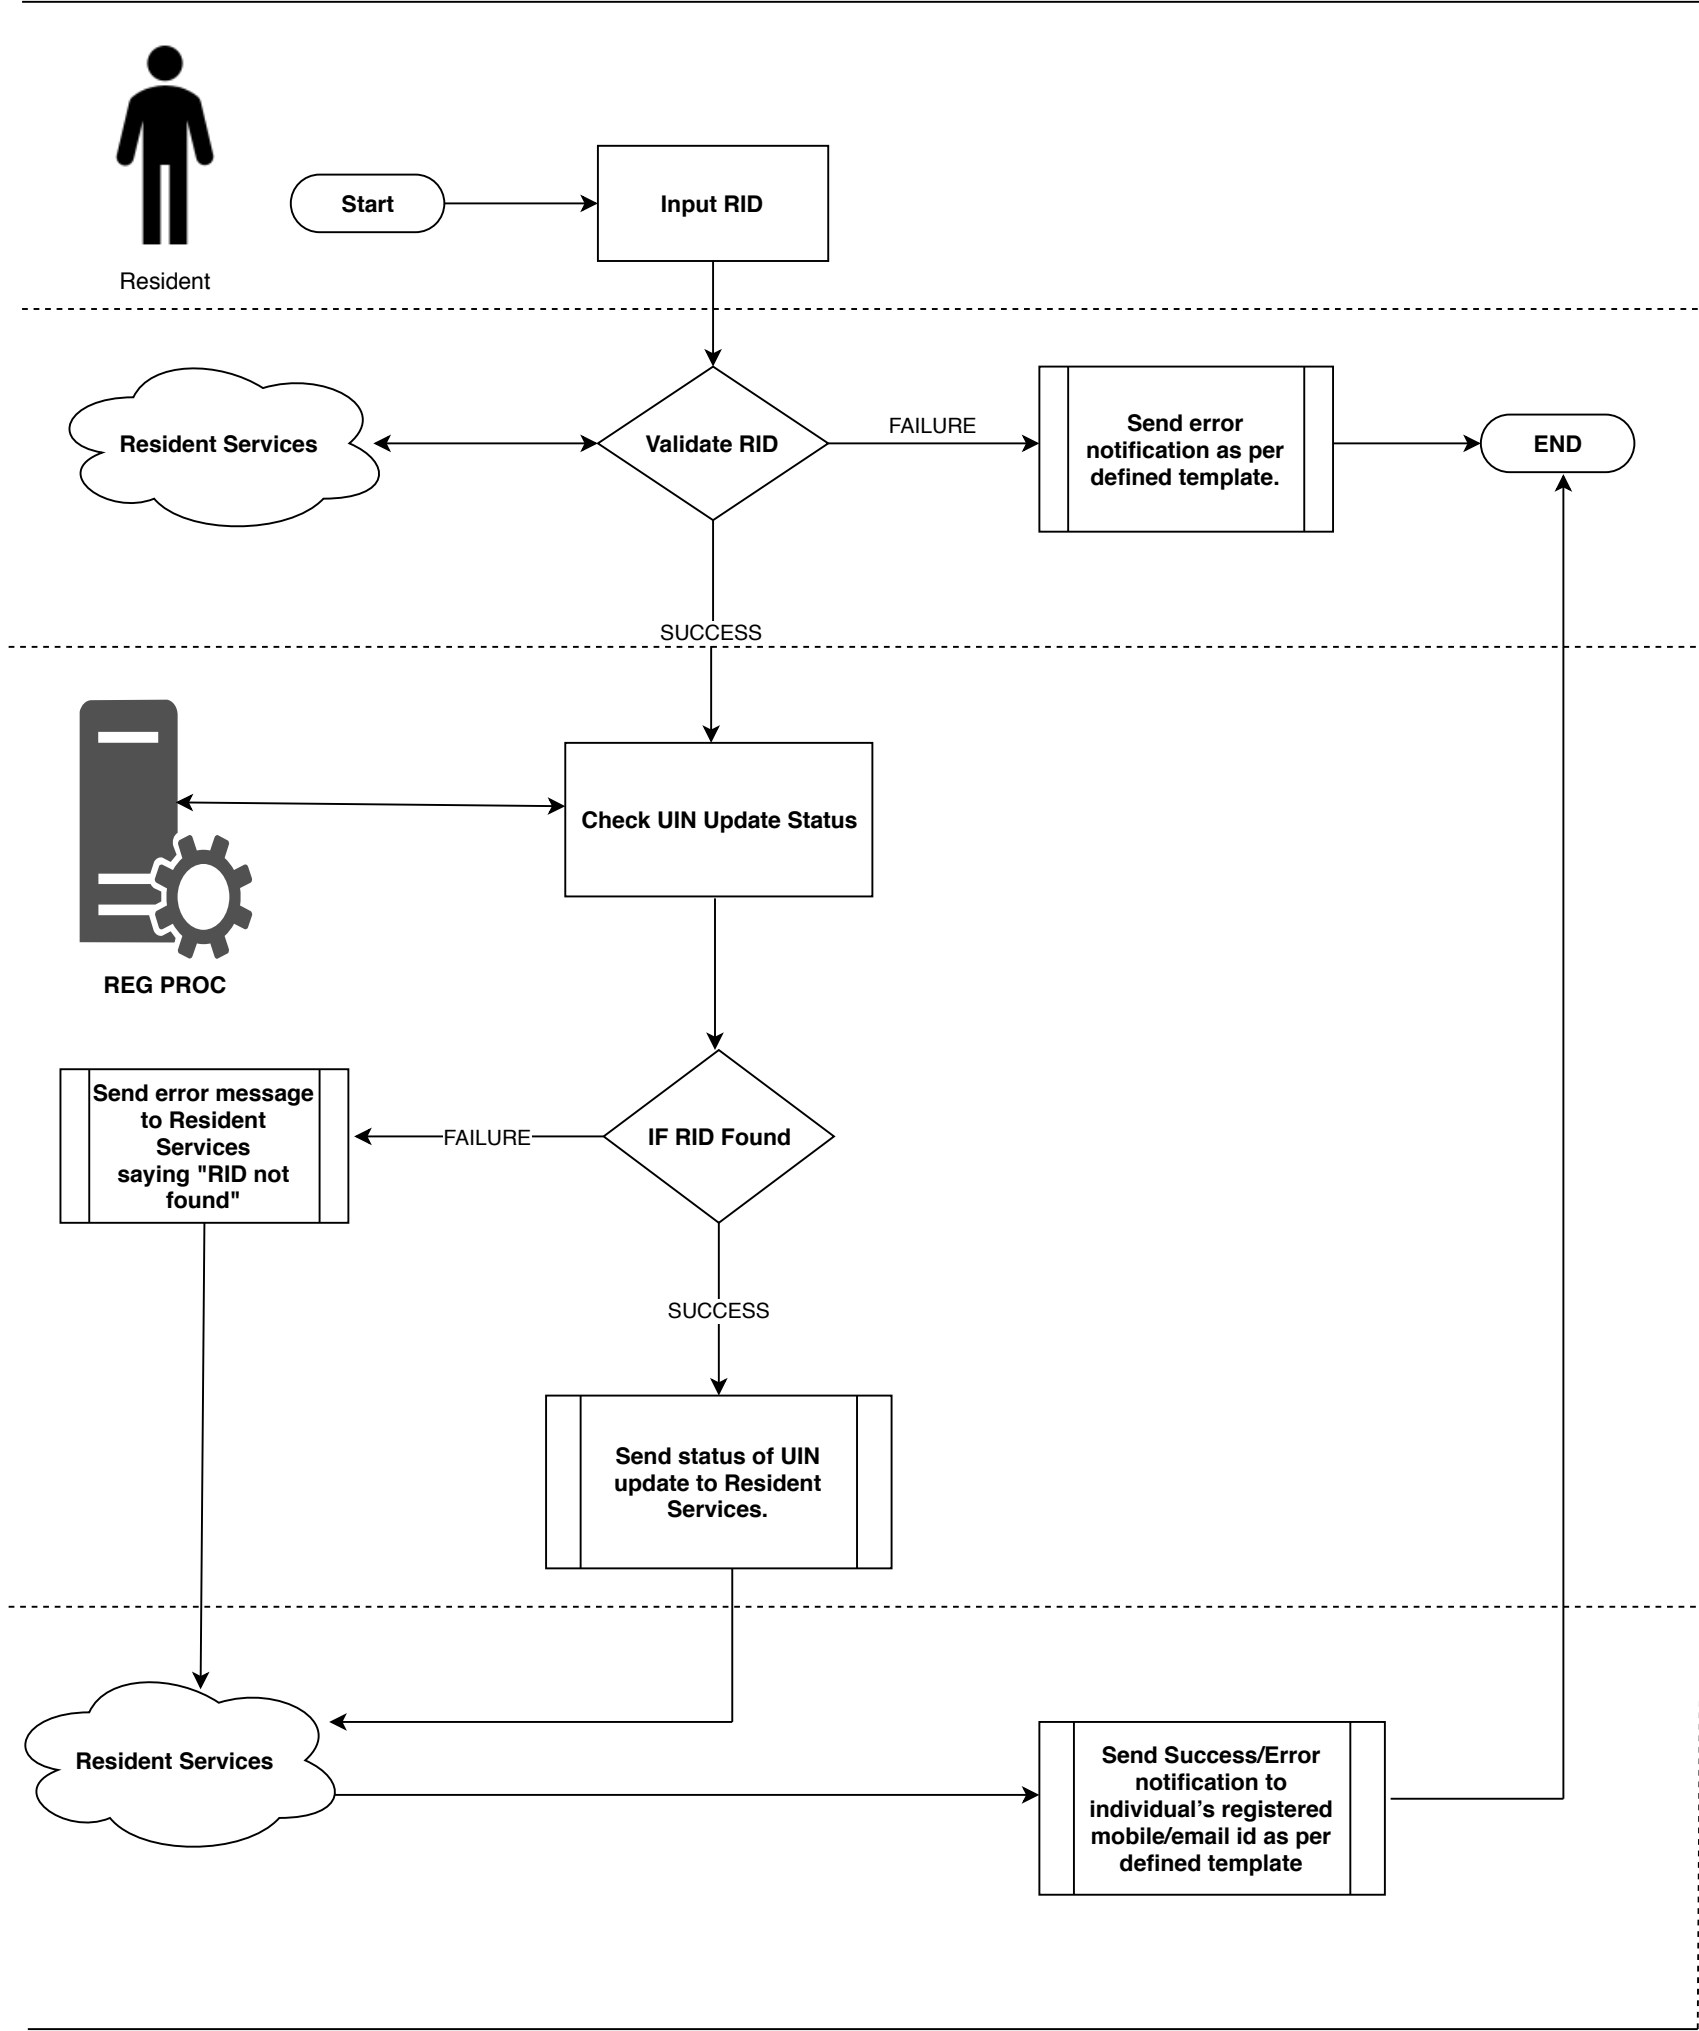 Start
Input RID
Resident
Resident Services
Validate RID
FAILURE
Send error
notification as per
defined template.
END
SUCCESS
Check UIN Update Status
REG PROC
Send error message
to Resident
Services
saying "RID not
found"
FAILURE
IF RID Found
SUCCESS
Send status of UIN
update to Resident
Services.
Resident Services
Send Success/Error
notification to
individual’s registered
mobile/email id as per
defined template